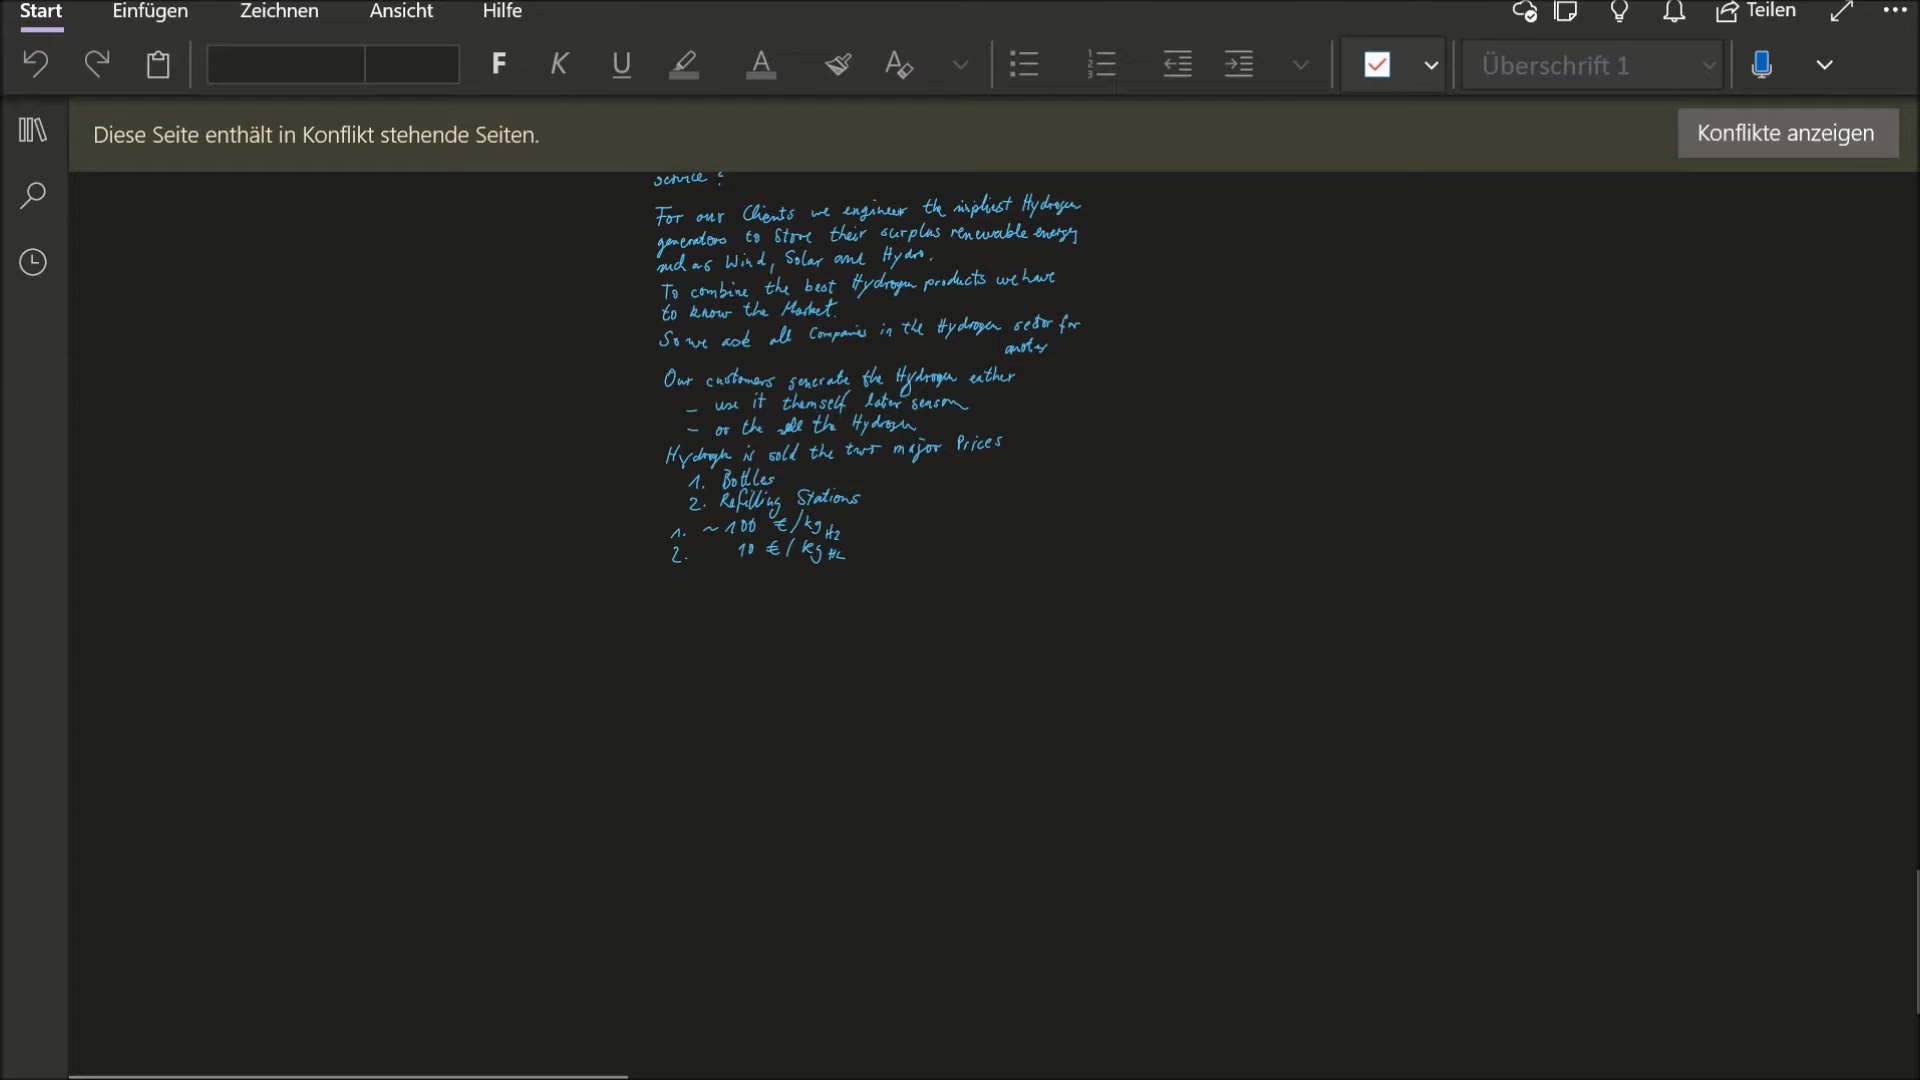 Start Einfügen Zeichnen Ansicht Hilfe Teilen
F K U A A Überschrift 1
Diese Seite enthält in Konflikt stehende Seiten. Konflikte anzeigen
service?
For our Clients we engineer the simpliest Hydrogen
generators to store their surplus renewable energy
such as Wind, Solar and Hydro.
To combine the best Hydrogen products we have
to know the Market.
So we ask all Companies in the Hydrogen sector for
Our customers generate the Hydrogen eather
- use it themself later season
- or the sell the Hydrogen
Hydrogen is sold the two major Prices
1. Bottles
2. Refilling Stations
1. ~ 100 €/kg H2
2. 10 €/kg H2